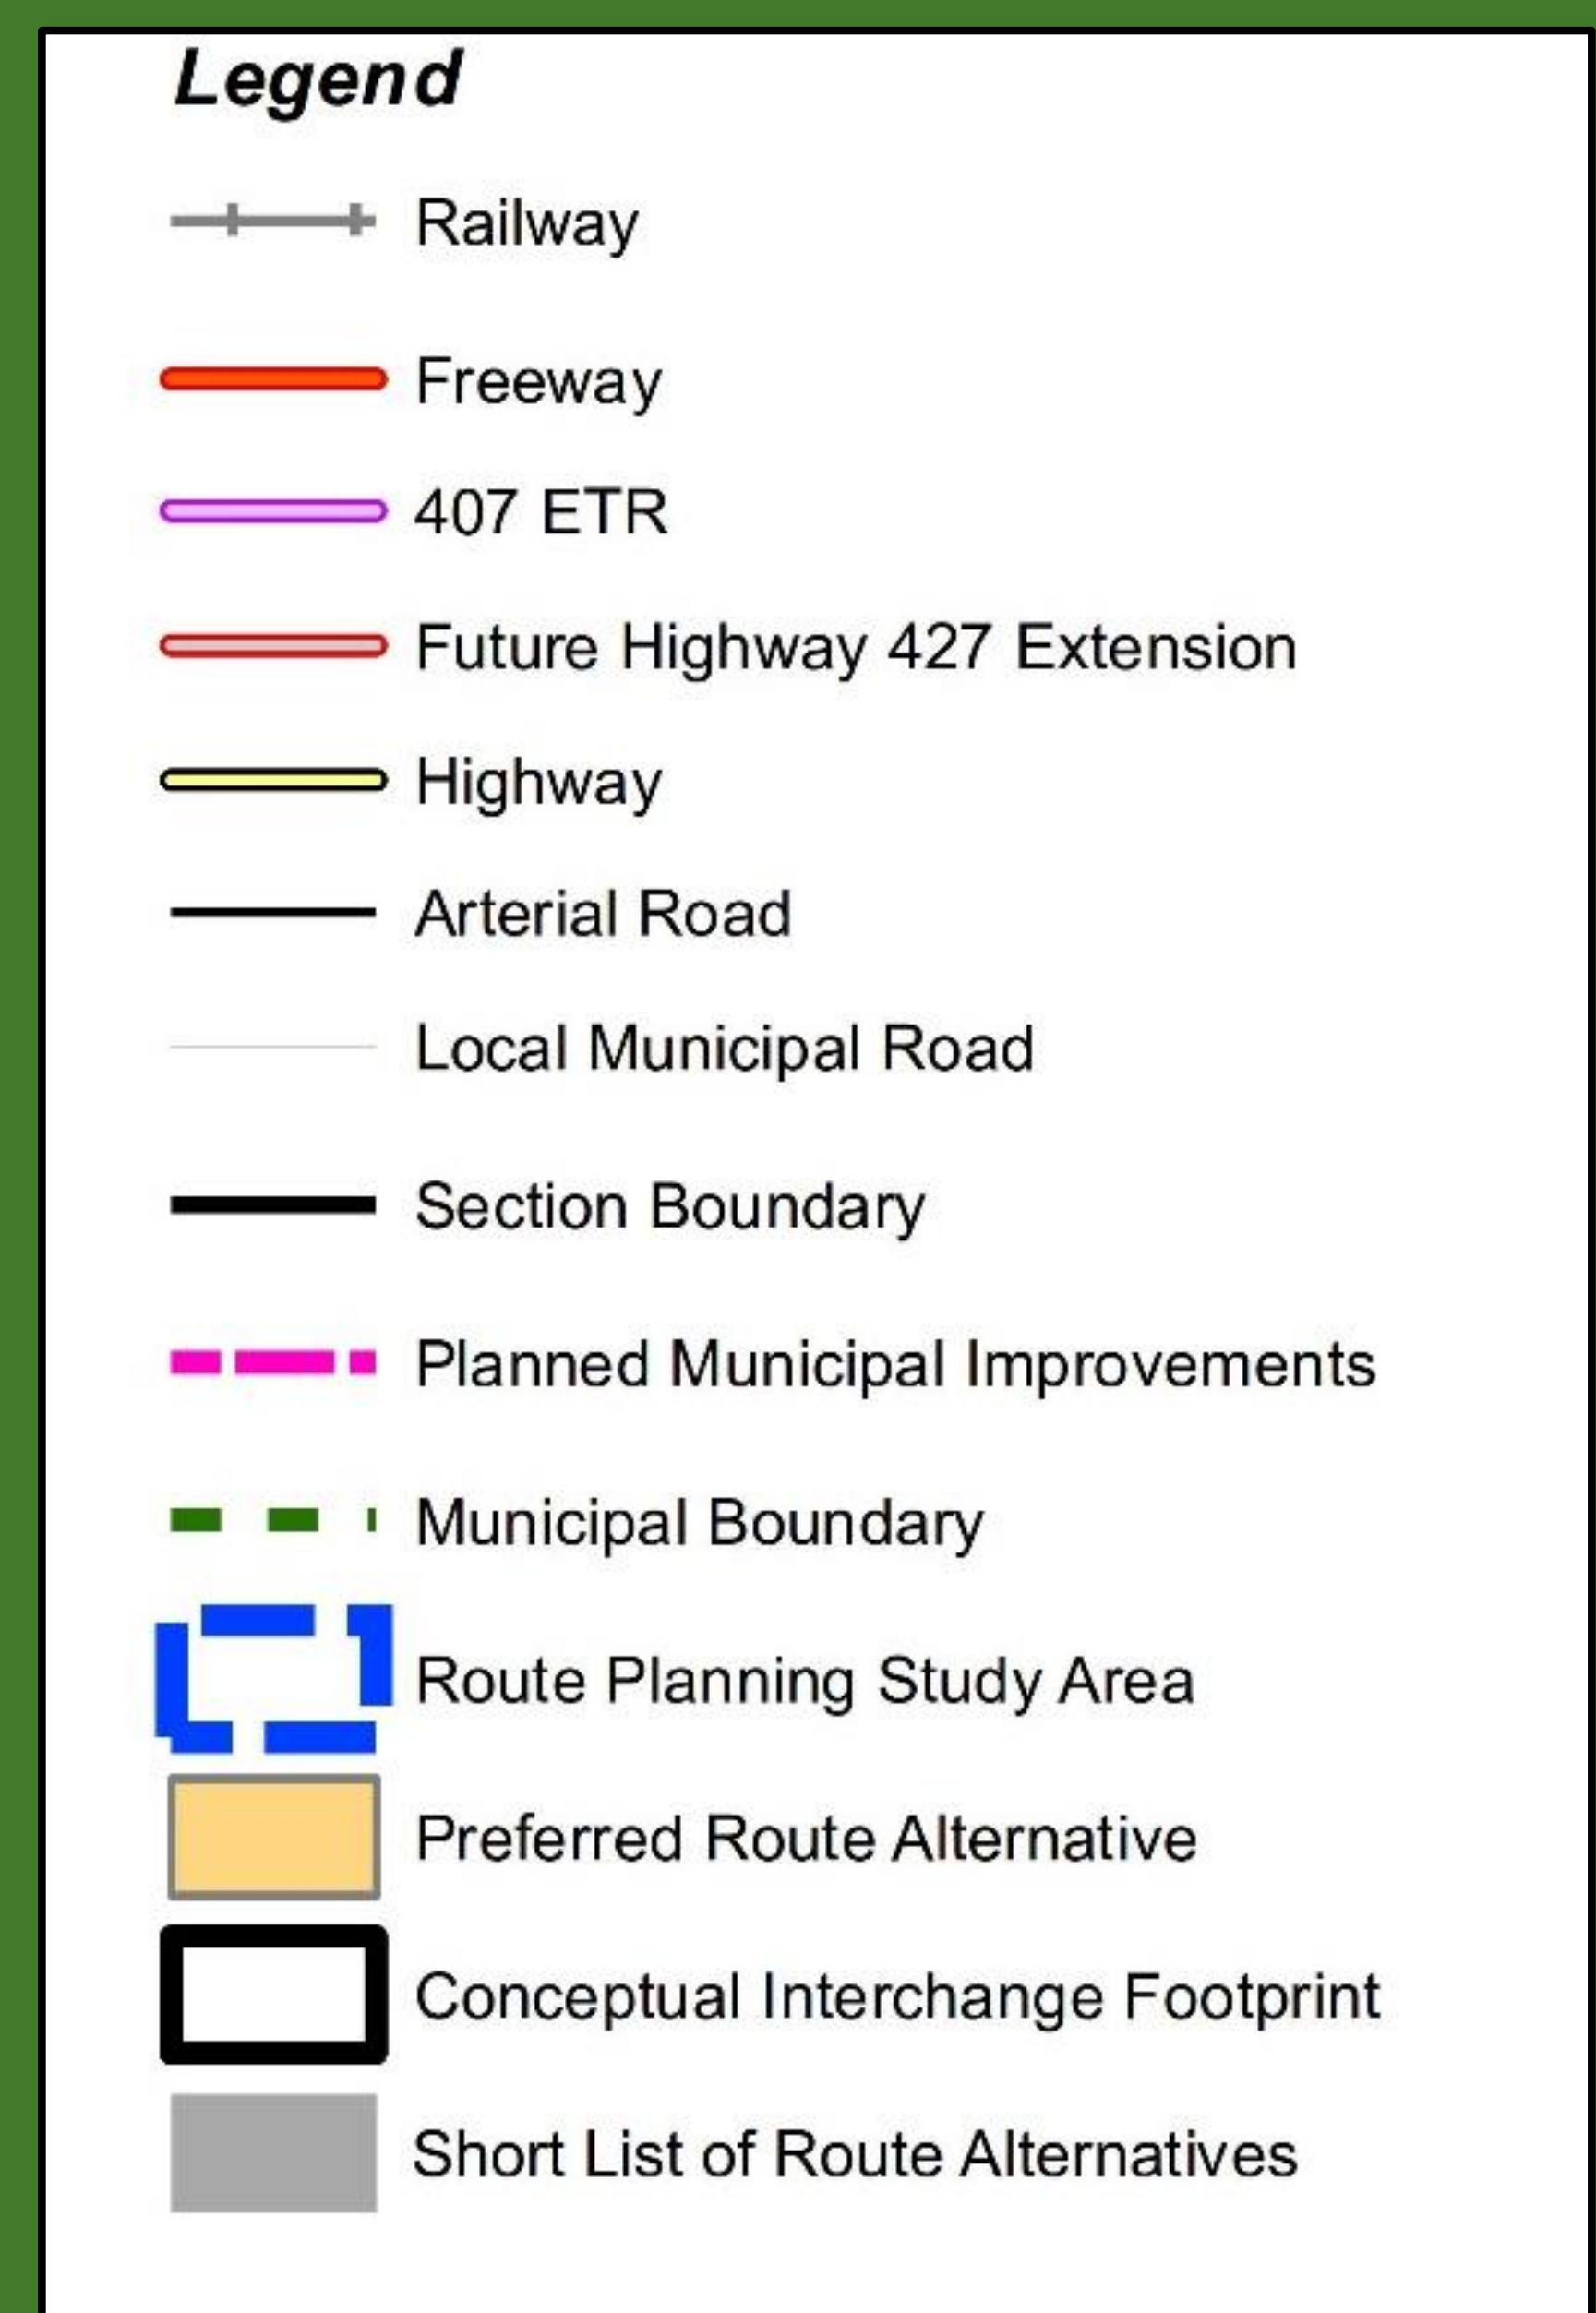 Legend
Railway
Freeway
407 ETR
Future Highway 427 Extension
Highway
Arterial Road
Local Municipal Road
Section Boundary
Planned Municipal Improvements
Municipal Boundary
Route Planning Study Area
Preferred Route Alternative
Conceptual Interchange Footprint
Short List of Route Alternatives